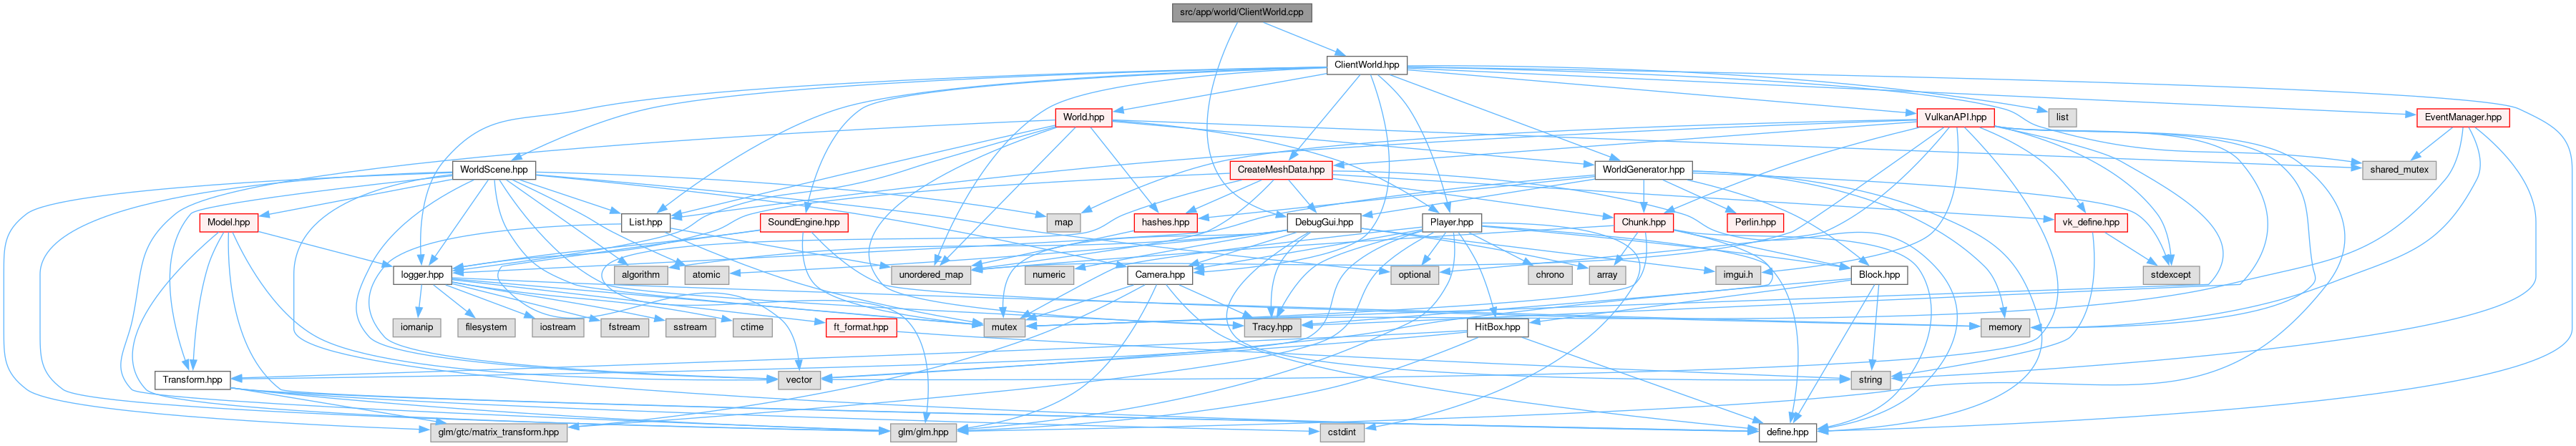 src/app/world/ClientWorld.cpp
ClientWorld.hpp
World.hpp
VulkanAPI.hpp
list
EventManager.hpp
WorldScene.hpp
CreateMeshData.hpp
WorldGenerator.hpp
shared_mutex
Model.hpp
List.hpp
SoundEngine.hpp
map
hashes.hpp
DebugGui.hpp
Player.hpp
Chunk.hpp
Perlin.hpp
vk_define.hpp
logger.hpp
algorithm
atomic
unordered_map
numeric
Camera.hpp
optional
chrono
array
imgui.h
Block.hpp
stdexcept
iomanip
filesystem
iostream
fstream
sstream
ctime
ft_format.hpp
mutex
Tracy.hpp
HitBox.hpp
memory
Transform.hpp
vector
string
glm/gtc/matrix_transform.hpp
glm/glm.hpp
cstdint
define.hpp